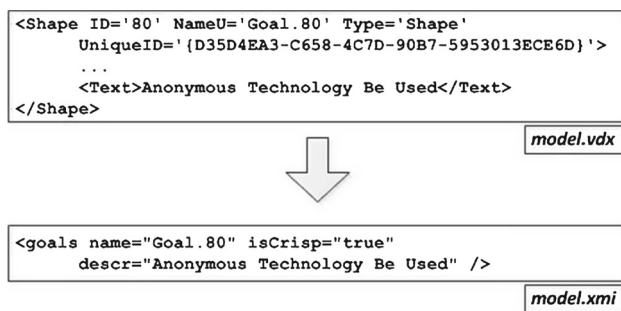 <Shape ID='80' NameU='Goal.80' Type='Shape'
UniqueID='{D35D4EA3-C658-4C7D-90B7-5953013ECE6D}'>
...
<Text>Anonymous Technology Be Used</Text>
</Shape>
model.vdx
<goals name="Goal.80" isCrisp="true"
descr="Anonymous Technology Be Used" />
model.xmi